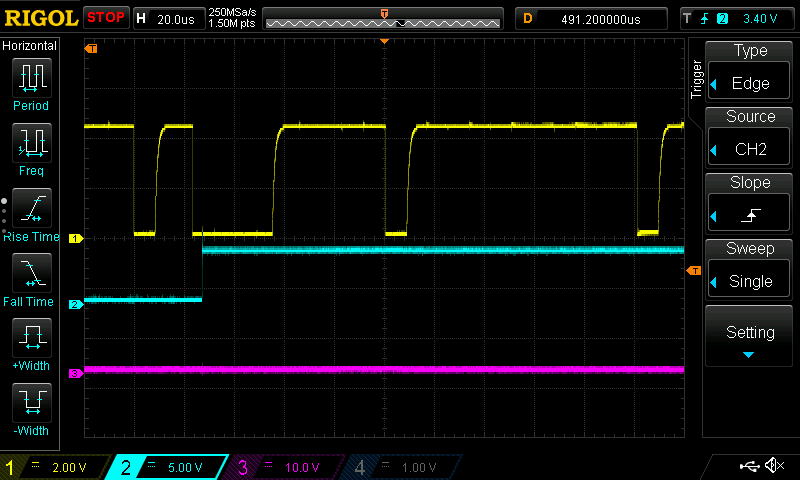 RIGOL STOP H 20.0us 250MSa/s D 491.200000us T 2 3.40 V
1.50M pts
Horizontal
Period
Freq
Rise Time
Fall Time
+Width
-Width
T
T
1
2
3
T
Trigger
Type
Edge
Source
CH2
Slope
Sweep
Single
Setting
1 2.00 V 2 5.00 V 3 10.0 V 4 1.00 V